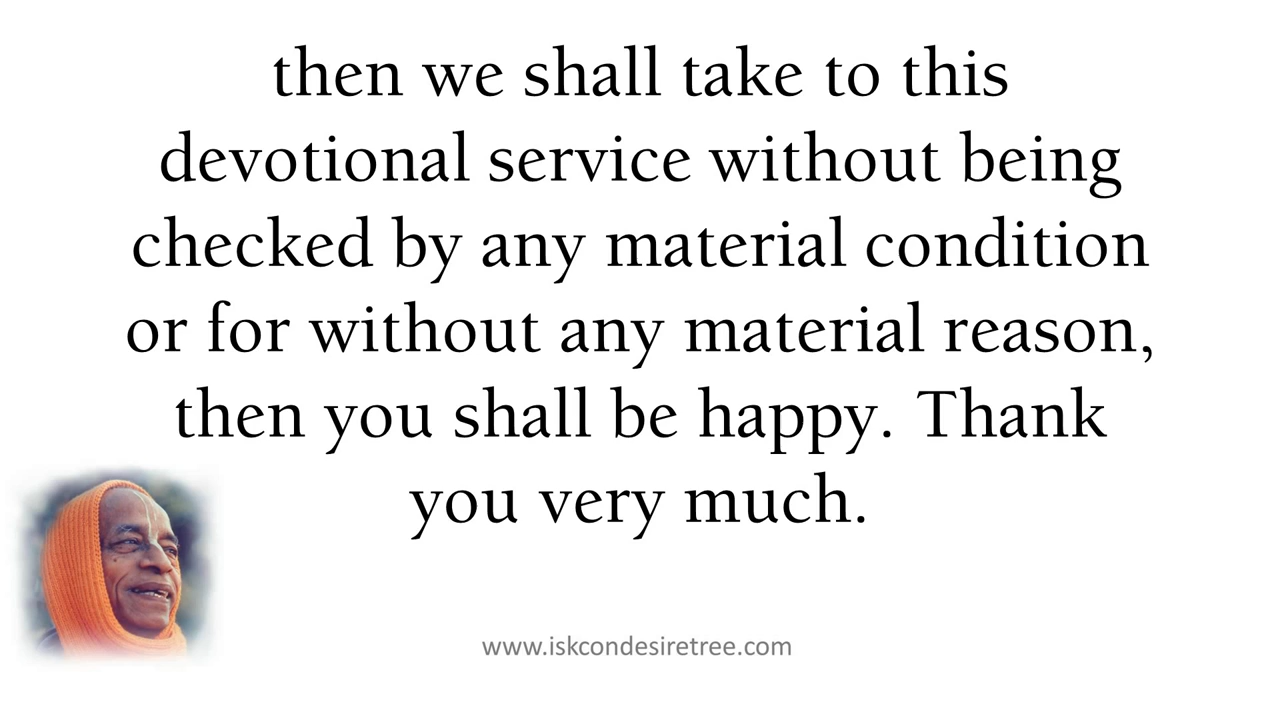 then we shall take to this
devotional service without being
checked by any material condition
or for without any material reason,
then you shall be happy. Thank
you very much.
www.iskcondesiretree.com